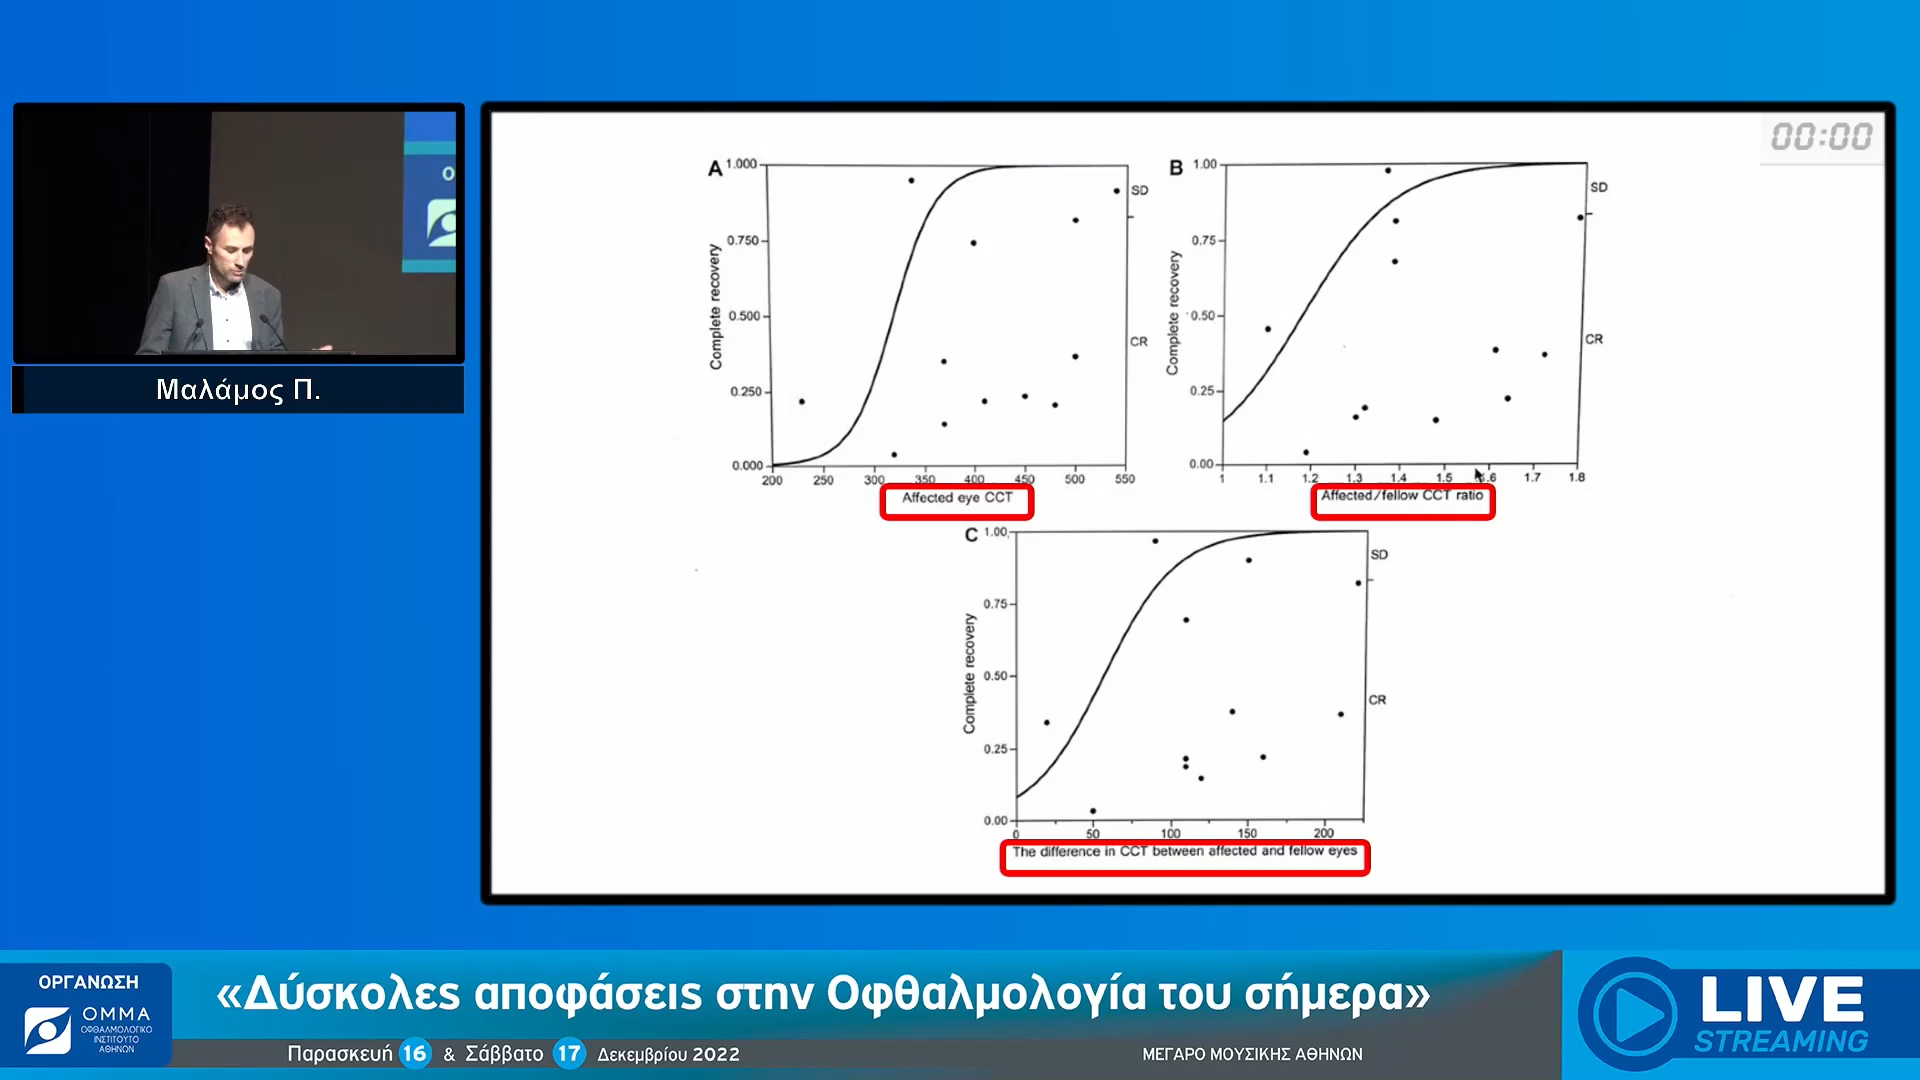 00:00
Μαλάμος Π.
A
1.000
0.750
0.500
0.250
0.000
Complete recovery
SD
CR
200 250 300 350 400 450 500 550
Affected eye CCT
B
1.00
0.75
0.50
0.25
0.00
Complete recovery
SD
CR
1 1.1 1.2 1.3 1.4 1.5 1.7 1.8
Affected/fellow CCT ratio
C
1.00
0.75
0.50
0.25
0.00
Complete recovery
SD
CR
0 50 100 150 200
The difference in CCT between affected and fellow eyes
ΟΡΓΑΝΩΣΗ
ΟΜΜΑ
ΟΦΘΑΛΜΟΛΟΓΙΚΟ
ΙΝΣΤΙΤΟΥΤΟ
ΑΘΗΝΩΝ
«Δύσκολες αποφάσεις στην Οφθαλμολογία του σήμερα»
Παρασκευή 16 & Σάββατο 17 Δεκεμβρίου 2022
ΜΕΓΑΡΟ ΜΟΥΣΙΚΗΣ ΑΘΗΝΩΝ
LIVE
STREAMING